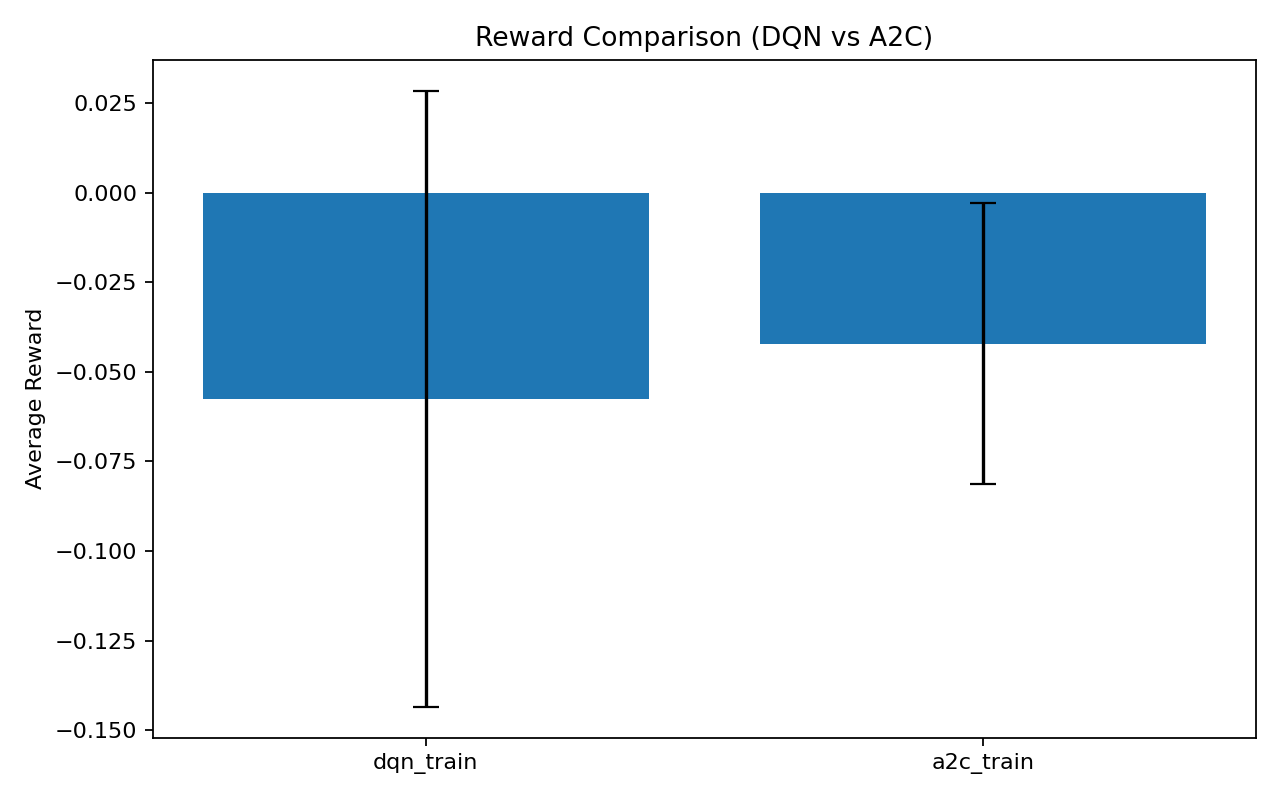 Reward Comparison (DQN vs A2C)
Average Reward
0.025
0.000
−0.025
−0.050
−0.075
−0.100
−0.125
−0.150
dqn_train
a2c_train